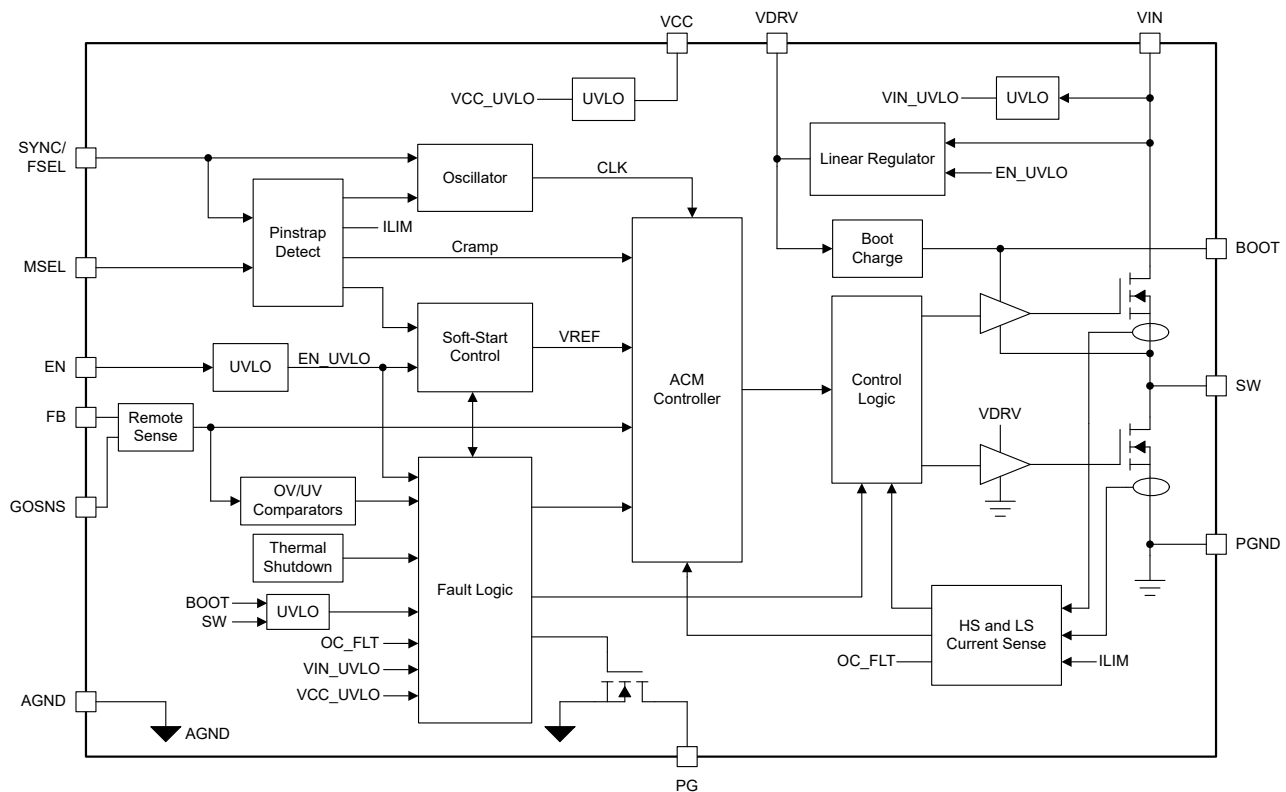 VCC
VDRV
VIN
VCC_UVLO
UVLO
VIN_UVLO
UVLO
SYNC/
FSEL
Oscillator
CLK
Linear Regulator
EN_UVLO
Pinstrap
Detect
ILIM
Cramp
MSEL
Boot
Charge
BOOT
Soft-Start
Control
VREF
EN
UVLO
EN_UVLO
ACM
Controller
Control
Logic
SW
FB
Remote
Sense
VDRV
GOSNS
OV/UV
Comparators
Thermal
Shutdown
PGND
Fault Logic
BOOT
SW
UVLO
HS and LS
Current Sense
OC_FLT
ILIM
OC_FLT
VIN_UVLO
VCC_UVLO
AGND
AGND
PG